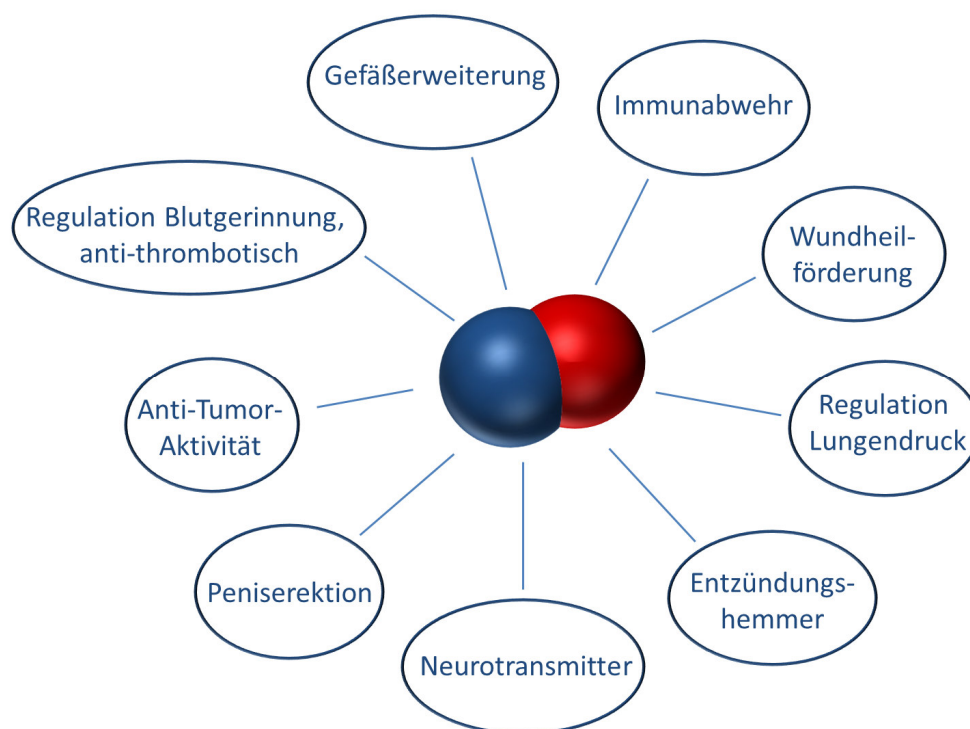 Gefäßerweiterung
Immunabwehr
Regulation Blutgerinnung,
anti-thrombotisch
Wundheil-
förderung
Anti-Tumor-
Aktivität
Regulation
Lungendruck
Peniserektion
Entzündungs-
hemmer
Neurotransmitter